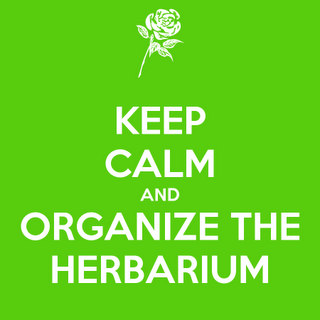 KEEP
CALM
AND
ORGANIZE THE
HERBARIUM